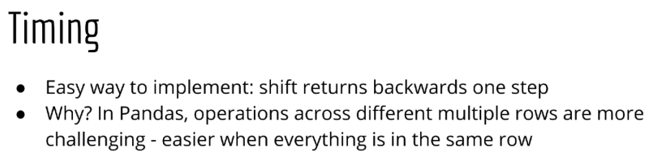 Timing
● Easy way to implement: shift returns backwards one step
● Why? In Pandas, operations across different multiple rows are more
challenging - easier when everything is in the same row